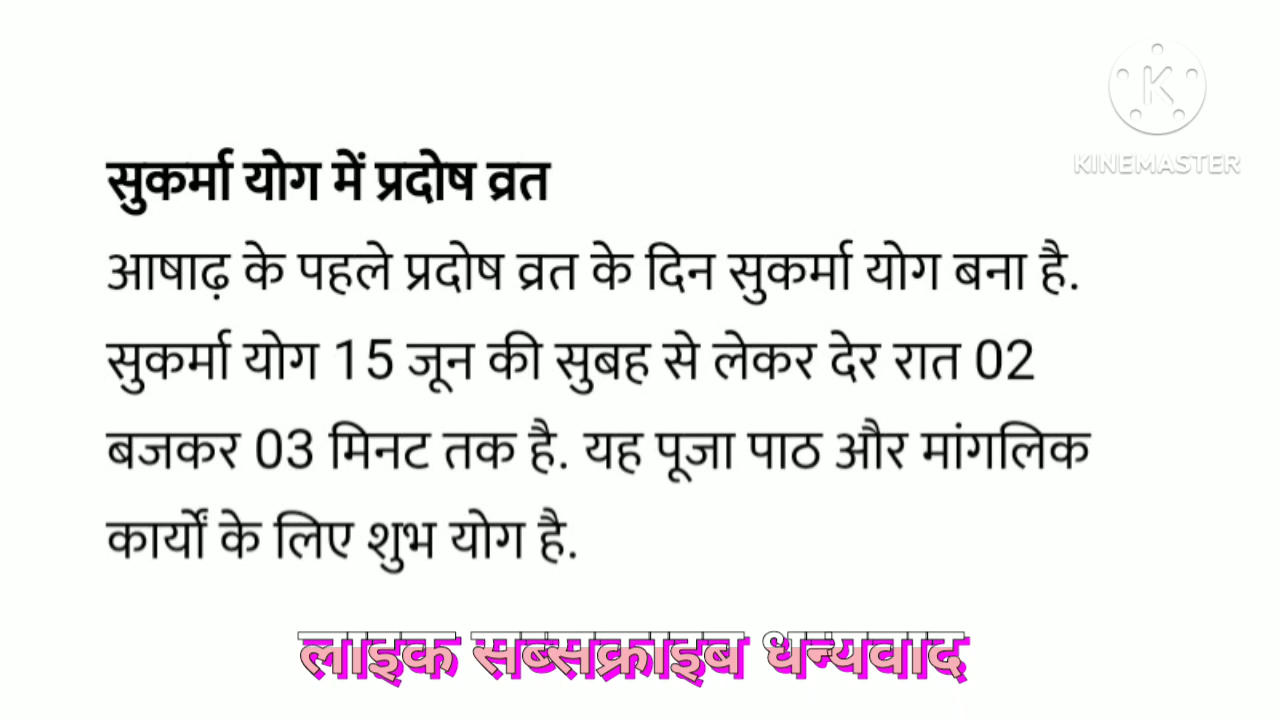 KINEMASTER
सुकर्मा योग में प्रदोष व्रत
आषाढ़ के पहले प्रदोष व्रत के दिन सुकर्मा योग बना है.
सुकर्मा योग 15 जून की सुबह से लेकर देर रात 02
बजकर 03 मिनट तक है. यह पूजा पाठ और मांगलिक
कार्यों के लिए शुभ योग है.
लाइक सब्सक्राइब धन्यवाद